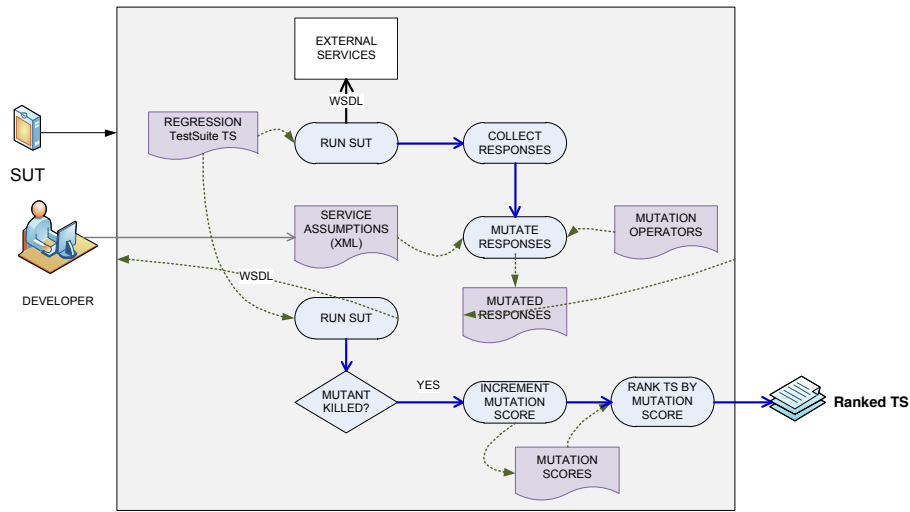 EXTERNAL
SERVICES
WSDL
REGRESSION
TestSuite TS
RUN SUT
COLLECT
RESPONSES
SUT
SERVICE
ASSUMPTIONS
(XML)
MUTATE
RESPONSES
MUTATION
OPERATORS
WSDL
DEVELOPER
RUN SUT
MUTATED
RESPONSES
MUTANT
KILLED?
YES
INCREMENT
MUTATION
SCORE
RANK TS BY
MUTATION
SCORE
Ranked TS
MUTATION
SCORES